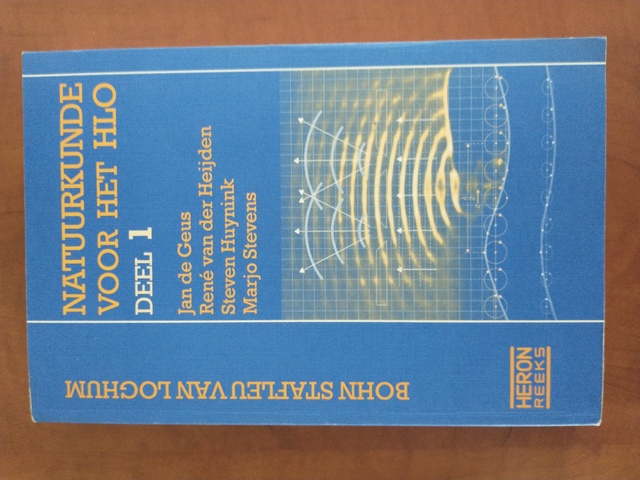 NATUURKUNDE
VOOR HET HLO
DEEL 1
Jan de Geus
René van der Heijden
Steven Huynink
Marjo Stevens
BOHN STAFLEU VAN LOGHUM
HERON
REEKS